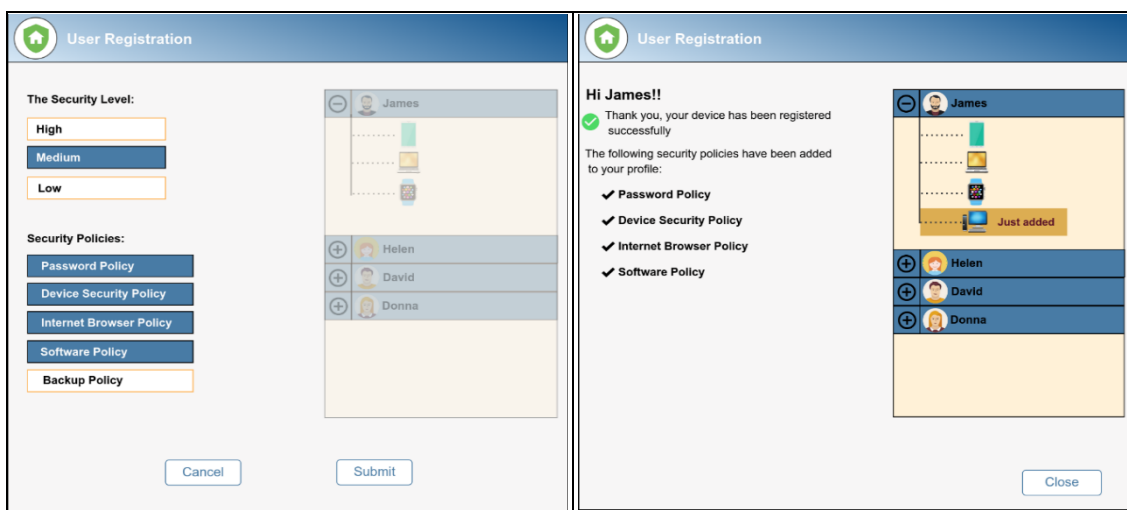 User Registration
The Security Level:
High
Medium
Low
Security Policies:
Password Policy
Device Security Policy
Internet Browser Policy
Software Policy
Backup Policy
James
Helen
David
Donna
Cancel
Submit
User Registration
Hi James!!
Thank you, your device has been registered
successfully
The following security policies have been added
to your profile:
Password Policy
Device Security Policy
Internet Browser Policy
Software Policy
James
Just added
Helen
David
Donna
Close